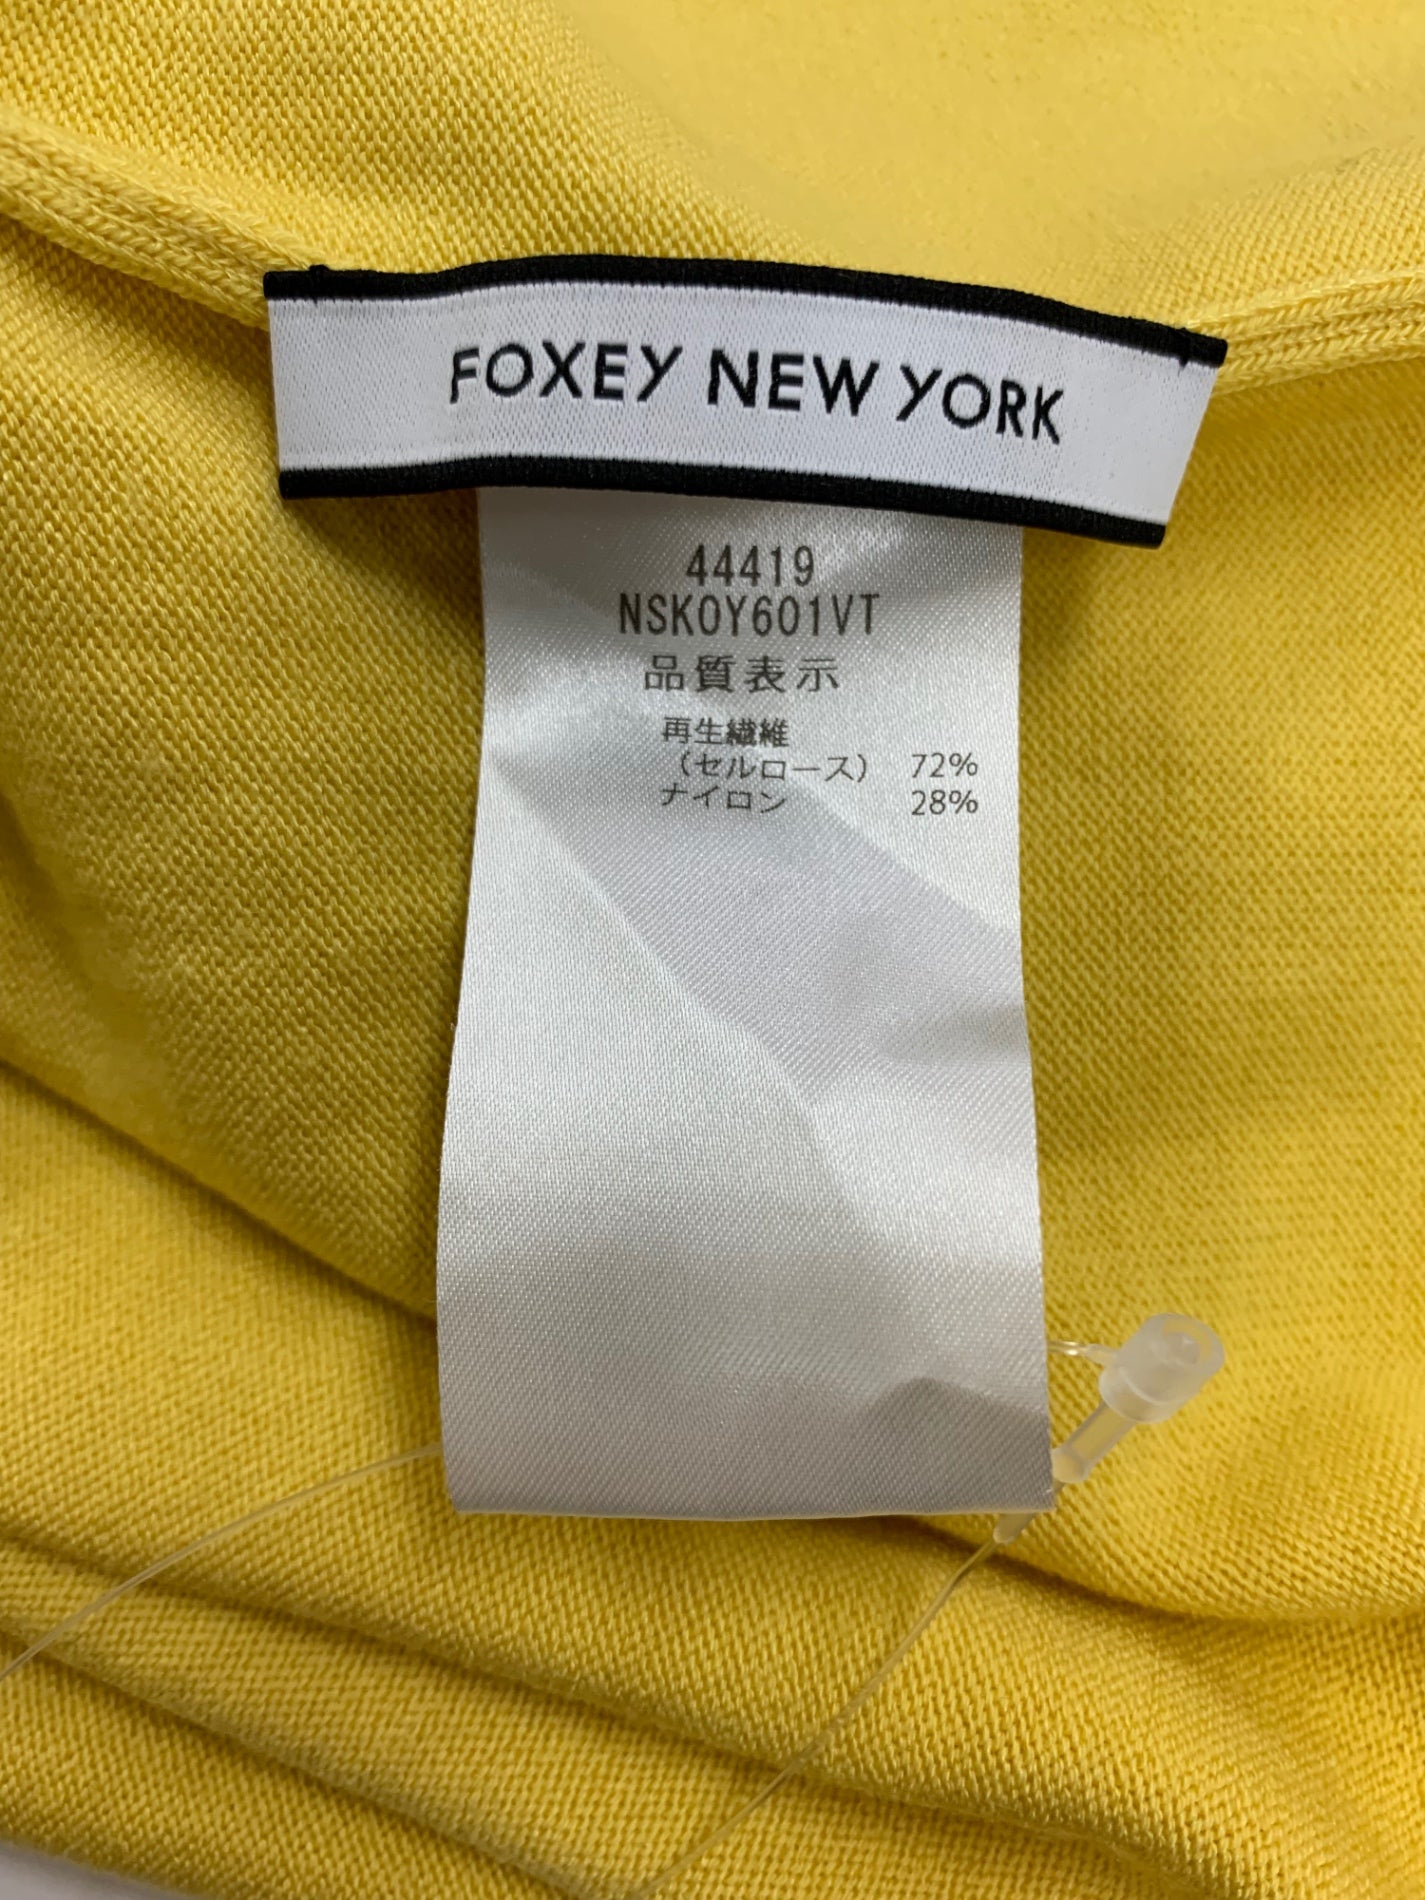 FOXEY NEW YORK
44419
NSKOY601VT
品質表示
再生繊維
(セルロース) 72%
ナイロン 28%